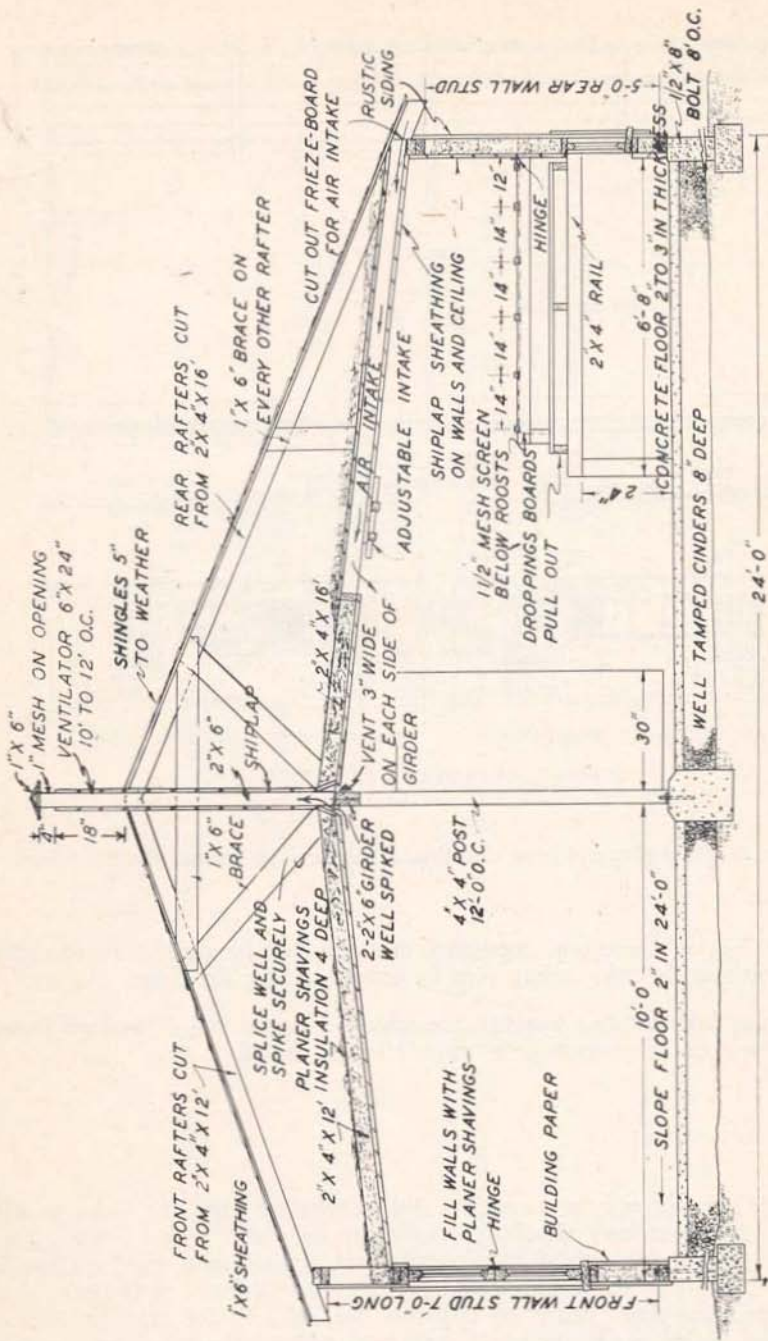 1"X 6"
1" MESH ON OPENING
VENTILATOR 6"X 24"
10' TO 12' O.C.
4"
18"
SHINGLES 5"
TO WEATHER
FRONT RAFTERS CUT
FROM 2"X 4"X 12'
1"X6" SHEATHING
1"X 6"
BRACE
2"X 6"
SHIPLAP
REAR RAFTERS CUT
FROM 2"X 4"X 16'
1"X 6" BRACE ON
EVERY OTHER RAFTER
CUT OUT FRIEZE-BOARD
FOR AIR INTAKE
RUSTIC
SIDING
SPLICE WELL AND
SPIKE SECURELY
PLANER SHAVINGS
INSULATION 4" DEEP
2"X 4"X 12'
2-2"X 6" GIRDER
WELL SPIKED
2"X 4"X 16'
VENT 3" WIDE
ON EACH SIDE OF
GIRDER
AIR INTAKE
ADJUSTABLE INTAKE
SHIPLAP SHEATHING
ON WALLS AND CEILING
1 1/2" MESH SCREEN
BELOW ROOSTS
14" 14" 14" 14" 12"
DROPPINGS BOARDS
PULL OUT
HINGE
2"X 4" RAIL
24"
6'-8"
5'-0" REAR WALL STUD
FRONT WALL STUD 7'-0" LONG
FILL WALLS WITH
PLANER SHAVINGS
HINGE
BUILDING PAPER
4"X 4" POST
12'-0" O.C.
10'-0"
30"
SLOPE FLOOR 2" IN 24'-0"
CONCRETE FLOOR 2 TO 3" IN THICKNESS
WELL TAMPED CINDERS 8" DEEP
1/2" X 8"
BOLT 8' O.C.
24'-0"